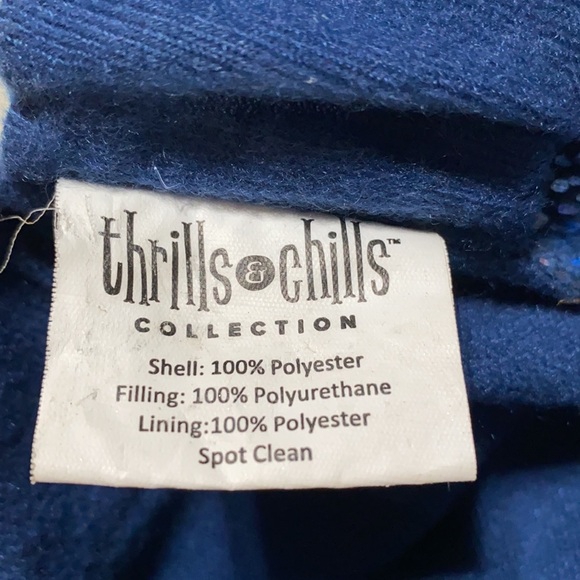 thrills & chills™
COLLECTION
Shell: 100% Polyester
Filling: 100% Polyurethane
Lining:100% Polyester
Spot Clean